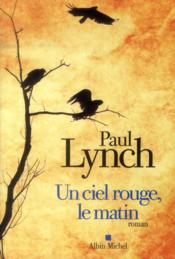 Paul
Lynch
Un ciel rouge,
le matin
roman
Albin Michel